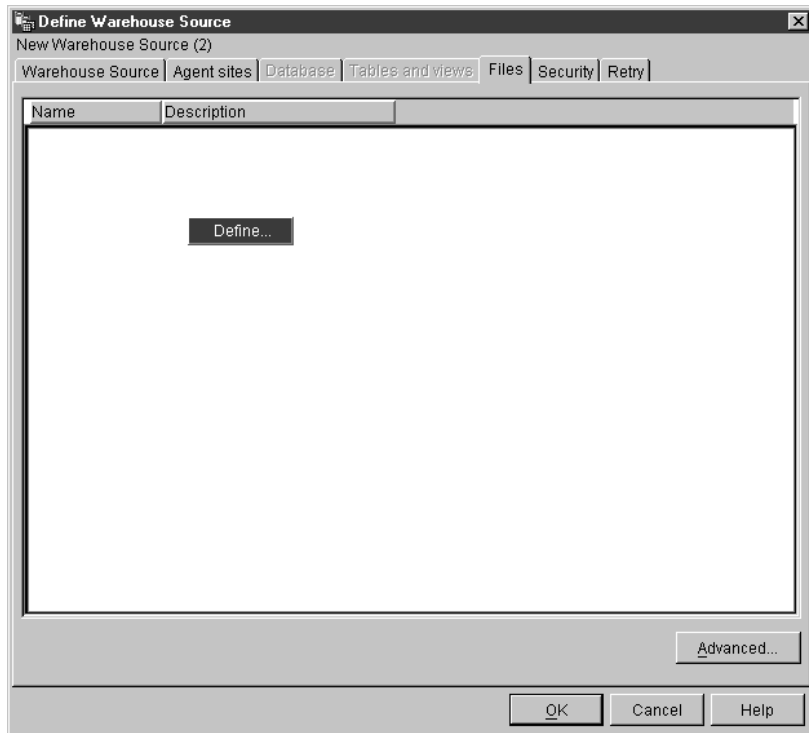 Define Warehouse Source
New Warehouse Source (2)
Warehouse Source Agent sites Database Tables and views Files Security Retry
Name Description
Define...
Advanced...
OK Cancel Help